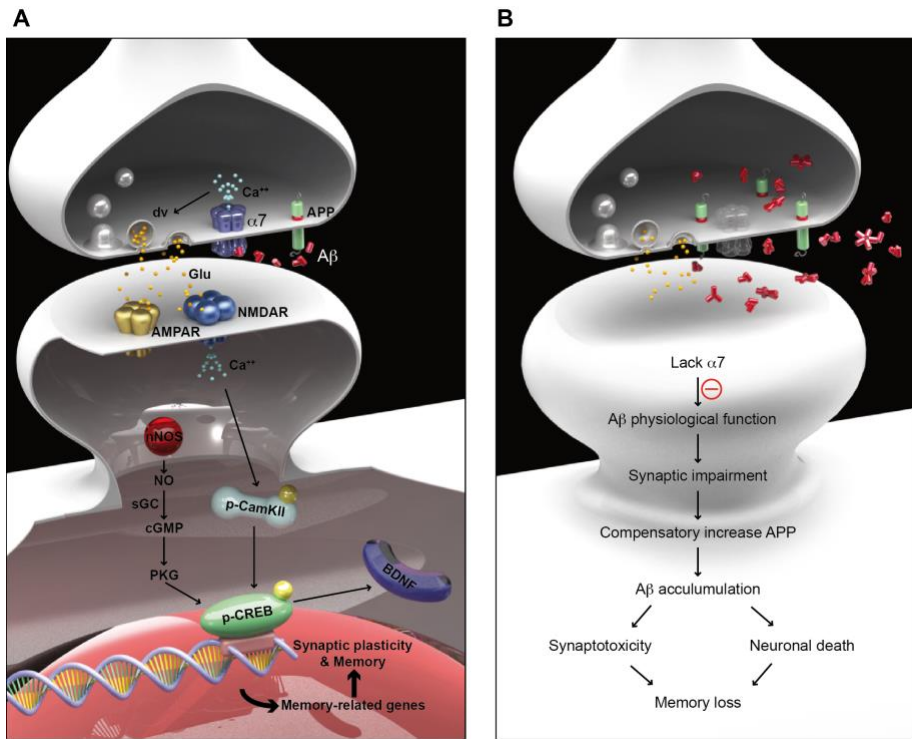 A
Ca⁺⁺
dv
α7
APP
Aβ
Glu
NMDAR
AMPAR
Ca⁺⁺
nNOS
NO
sGC
cGMP
p-CamKII
PKG
BDNF
p-CREB
Synaptic plasticity
& Memory
Memory-related genes
B
Lack α7
Aβ physiological function
Synaptic impairment
Compensatory increase APP
Aβ acculumation
Synaptotoxicity
Neuronal death
Memory loss